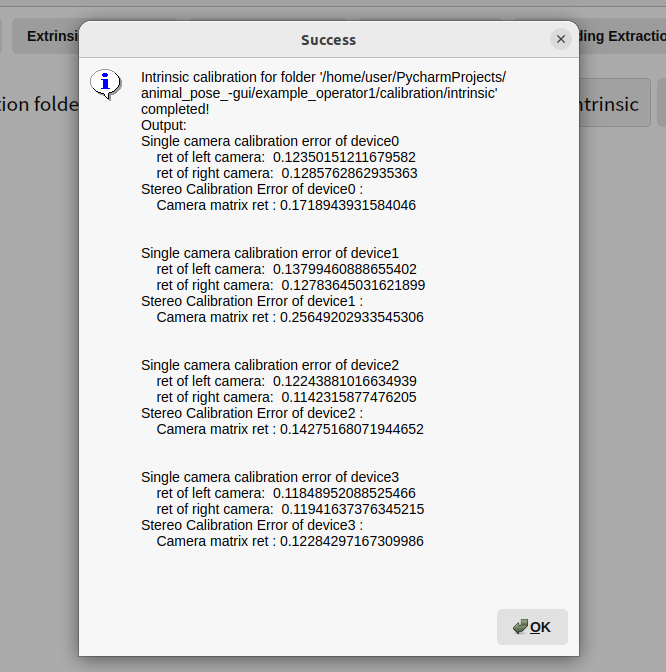 Extrinsi
Success
ding Extractio
tion folde
ntrinsic
Intrinsic calibration for folder '/home/user/PycharmProjects/
animal_pose_-gui/example_operator1/calibration/intrinsic'
completed!
Output:
Single camera calibration error of device0
ret of left camera:  0.12350151211679582
ret of right camera:  0.1285762862935363
Stereo Calibration Error of device0 :
Camera matrix ret : 0.1718943931584046
Single camera calibration error of device1
ret of left camera:  0.13799460888655402
ret of right camera:  0.12783645031621899
Stereo Calibration Error of device1 :
Camera matrix ret : 0.25649202933545306
Single camera calibration error of device2
ret of left camera:  0.12243881016634939
ret of right camera:  0.1142315877476205
Stereo Calibration Error of device2 :
Camera matrix ret : 0.14275168071944652
Single camera calibration error of device3
ret of left camera:  0.11848952088525466
ret of right camera:  0.11941637376345215
Stereo Calibration Error of device3 :
Camera matrix ret : 0.12284297167309986
OK